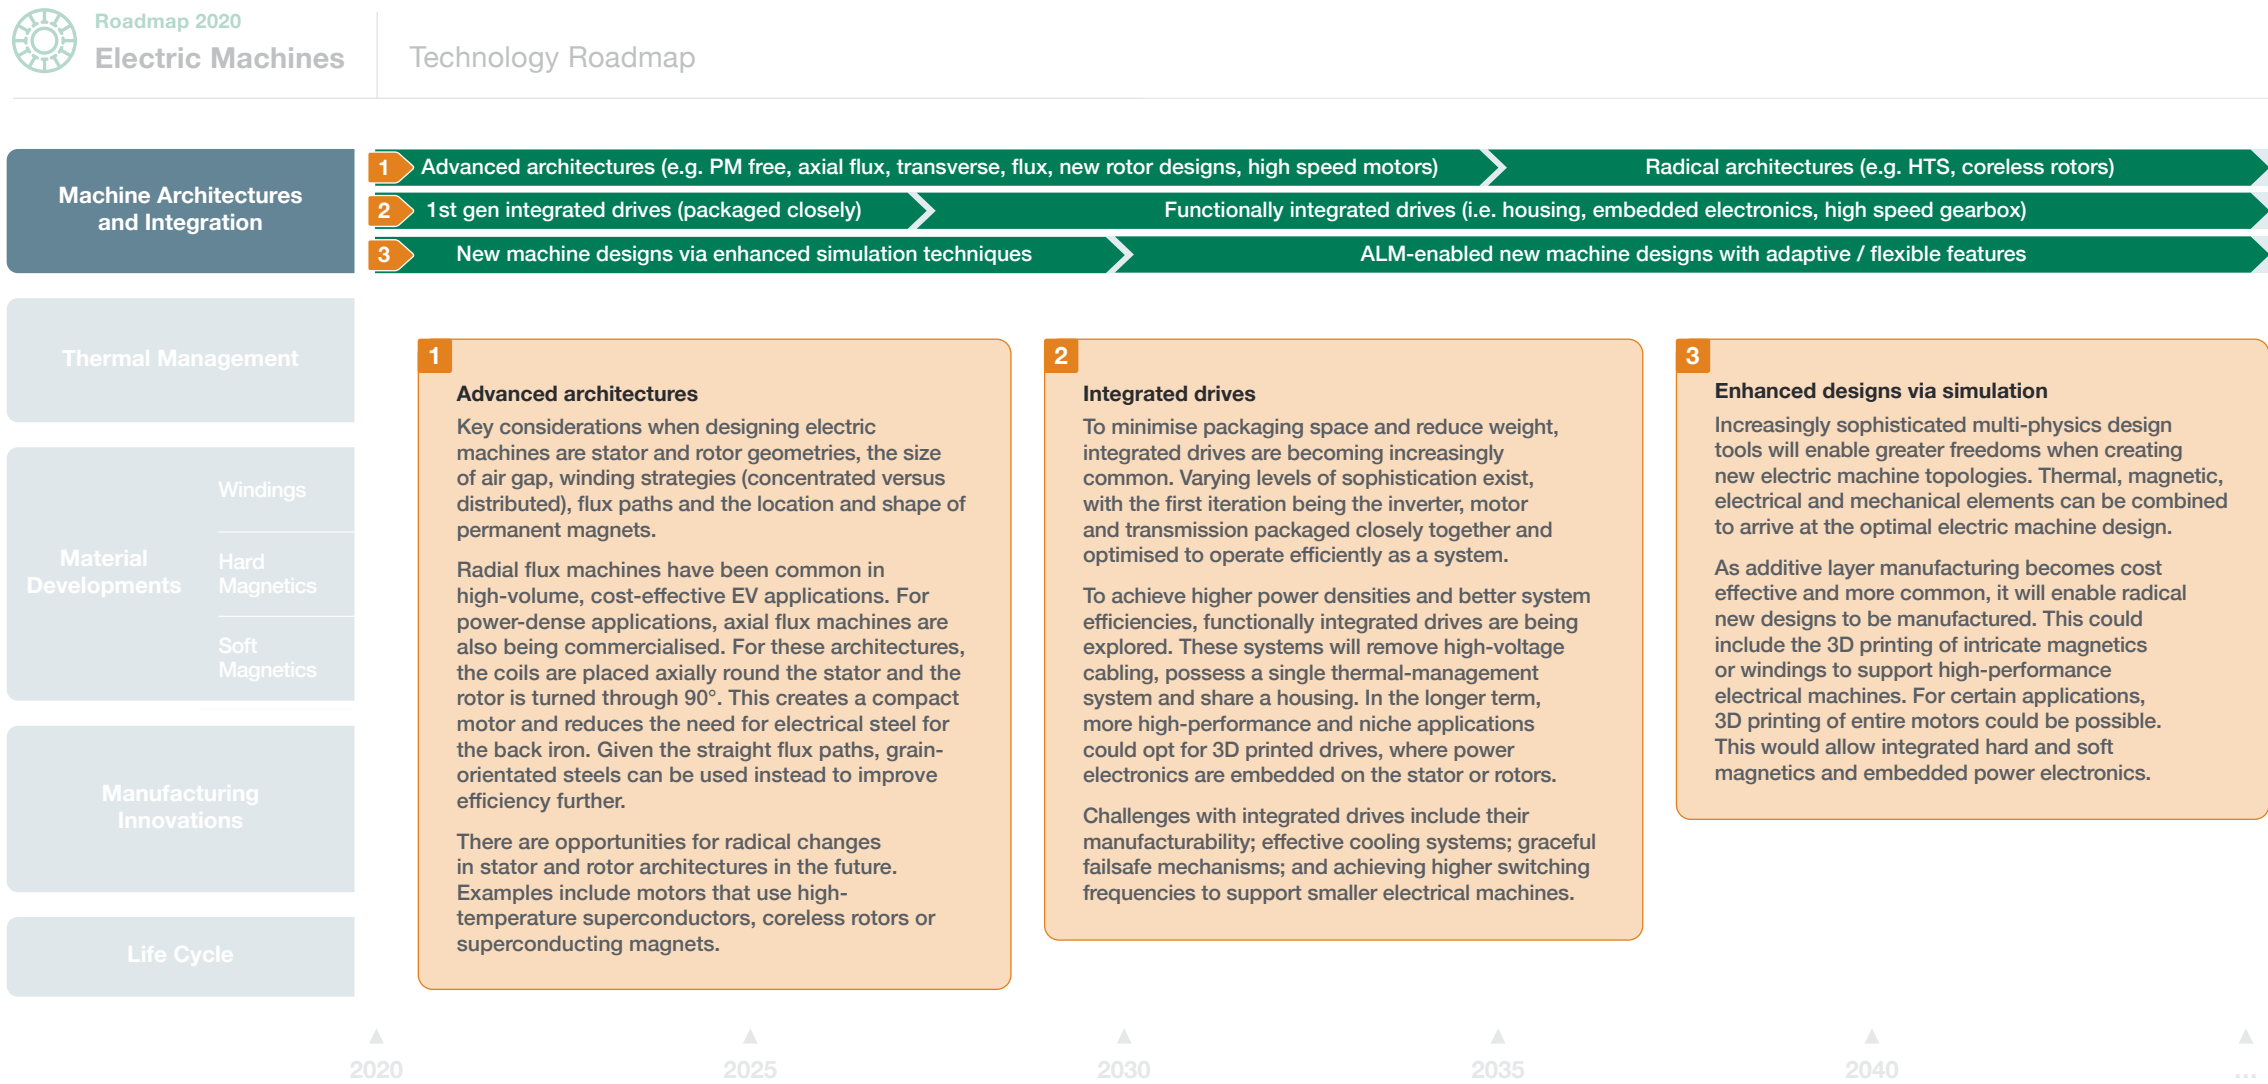 Roadmap 2020
Electric Machines
Technology Roadmap
Machine Architectures
and Integration
1 Advanced architectures (e.g. PM free, axial flux, transverse, flux, new rotor designs, high speed motors)
Radical architectures (e.g. HTS, coreless rotors)
2 1st gen integrated drives (packaged closely)
Functionally integrated drives (i.e. housing, embedded electronics, high speed gearbox)
3 New machine designs via enhanced simulation techniques
ALM-enabled new machine designs with adaptive / flexible features
Thermal Management
Material
Developments
Windings
Hard
Magnetics
Soft
Magnetics
Manufacturing
Innovations
Life Cycle
1
Advanced architectures
Key considerations when designing electric
machines are stator and rotor geometries, the size
of air gap, winding strategies (concentrated versus
distributed), flux paths and the location and shape of
permanent magnets.
Radial flux machines have been common in
high-volume, cost-effective EV applications. For
power-dense applications, axial flux machines are
also being commercialised. For these architectures,
the coils are placed axially round the stator and the
rotor is turned through 90°. This creates a compact
motor and reduces the need for electrical steel for
the back iron. Given the straight flux paths, grain-
orientated steels can be used instead to improve
efficiency further.
There are opportunities for radical changes
in stator and rotor architectures in the future.
Examples include motors that use high-
temperature superconductors, coreless rotors or
superconducting magnets.
2
Integrated drives
To minimise packaging space and reduce weight,
integrated drives are becoming increasingly
common. Varying levels of sophistication exist,
with the first iteration being the inverter, motor
and transmission packaged closely together and
optimised to operate efficiently as a system.
To achieve higher power densities and better system
efficiencies, functionally integrated drives are being
explored. These systems will remove high-voltage
cabling, possess a single thermal-management
system and share a housing. In the longer term,
more high-performance and niche applications
could opt for 3D printed drives, where power
electronics are embedded on the stator or rotors.
Challenges with integrated drives include their
manufacturability; effective cooling systems; graceful
failsafe mechanisms; and achieving higher switching
frequencies to support smaller electrical machines.
3
Enhanced designs via simulation
Increasingly sophisticated multi-physics design
tools will enable greater freedoms when creating
new electric machine topologies. Thermal, magnetic,
electrical and mechanical elements can be combined
to arrive at the optimal electric machine design.
As additive layer manufacturing becomes cost
effective and more common, it will enable radical
new designs to be manufactured. This could
include the 3D printing of intricate magnetics
or windings to support high-performance
electrical machines. For certain applications,
3D printing of entire motors could be possible.
This would allow integrated hard and soft
magnetics and embedded power electronics.
2020 2025 2030 2035 2040 ...